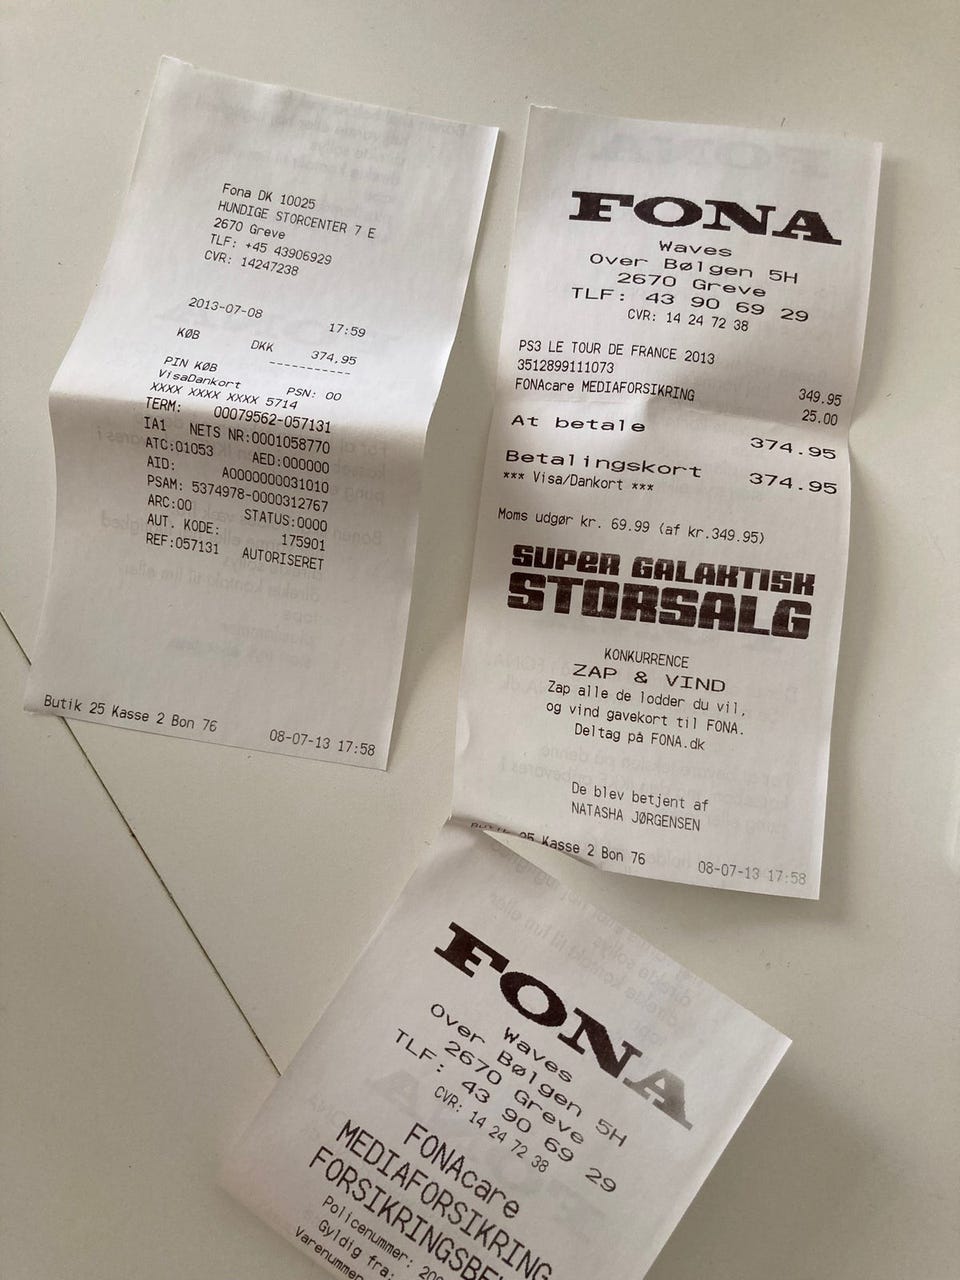 Fona DK 10025
HUNDIGE STORCENTER 7 E
2670 Greve
TLF: +45 43906929
CVR: 14247238
2013-07-08 17:59
KØB DKK 374,95
-----------
PIN KØB PSN: 00
VisaDankort
XXXX XXXX XXXX 5714
TERM: 00079562-057131
IA1 NETS NR:0001058770
ATC:01053 AED:000000
AID: A0000000031010
PSAM: 5374978-0000312767
ARC:00 STATUS:0000
AUT. KODE: 175901
REF:057131 AUTORISERET
Butik 25 Kasse 2 Bon 76 08-07-13 17:58
FONA
Waves
Over Bølgen 5H
2670 Greve
TLF: 43 90 69 29
CVR: 14 24 72 38
PS3 LE TOUR DE FRANCE 2013
3512899111073 349.95
FONAcare MEDIAFORSIKRING 25.00
At betale 374.95
Betalingskort 374.95
*** Visa/Dankort ***
Moms udgør kr. 69.99 (af kr.349.95)
SUPER GALAKTISK
STORSALG
KONKURRENCE
ZAP & VIND
Zap alle de lodder du vil,
og vind gavekort til FONA.
Deltag på FONA.dk
De blev betjent af
NATASHA JØRGENSEN
Butik 25 Kasse 2 Bon 76 08-07-13 17:58
FONA
Waves
Over Bølgen 5H
2670 Greve
TLF: 43 90 69 29
CVR: 14 24 72 38
FONAcare
MEDIAFORSIKRING
Policenummer:
Gyldig fra:
Varenummer: